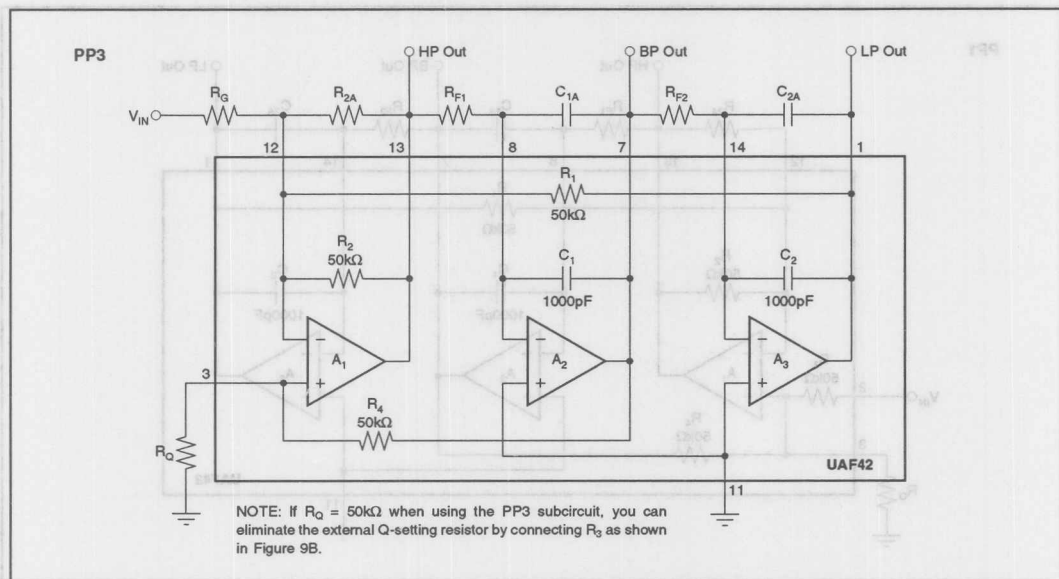 PP3
HP Out
BP Out
LP Out
V_IN
R_G
R_2A
R_F1
C_1A
R_F2
C_2A
12
13
8
7
14
1
R_1
50kΩ
R_2
50kΩ
C_1
1000pF
C_2
1000pF
A_1
A_2
A_3
3
R_4
50kΩ
R_Q
UAF42
11
NOTE: If R_Q = 50kΩ when using the PP3 subcircuit, you can
eliminate the external Q-setting resistor by connecting R_3 as shown
in Figure 9B.